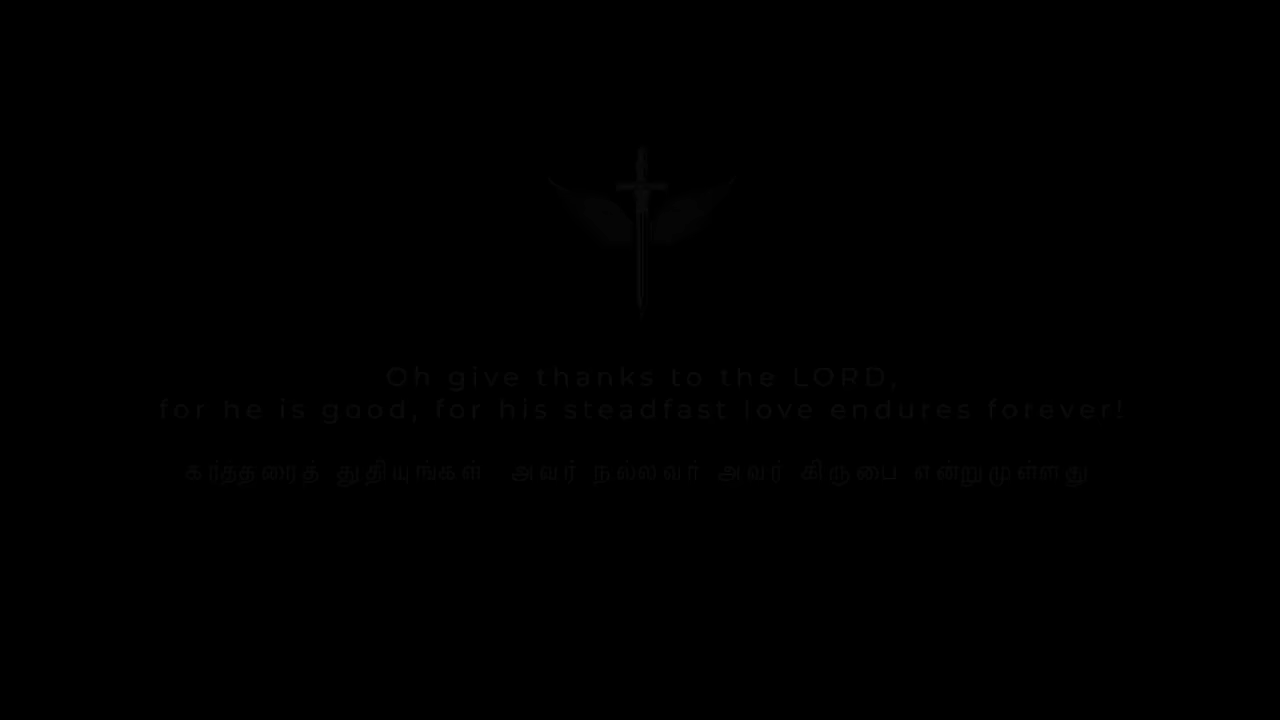 Oh give thanks to the LORD,
for he is good, for his steadfast love endures forever!
கர்த்தரைத் துதியுங்கள் அவர் நல்லவர் அவர் கிருபை என்றுமுள்ளது